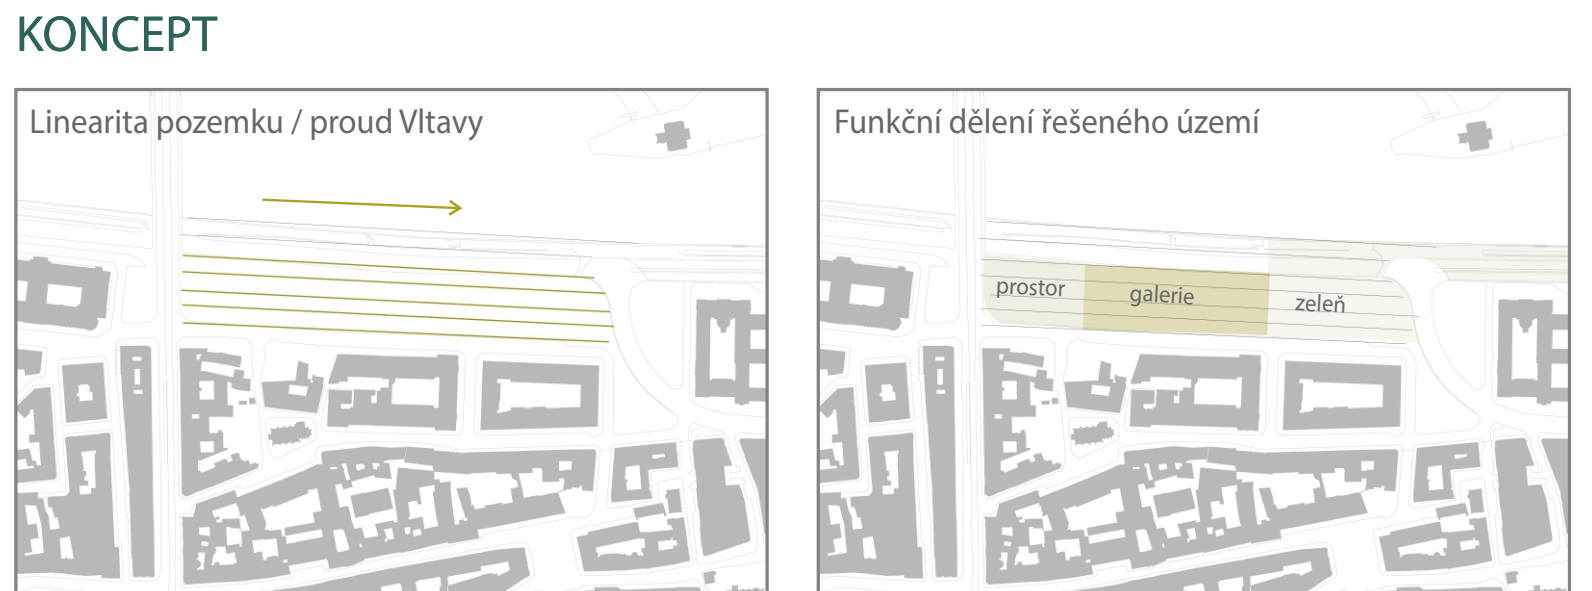 KONCEPT
Linearita pozemku / proud Vltavy
Funkční dělení řešeného území
prostor
galerie
zeleň